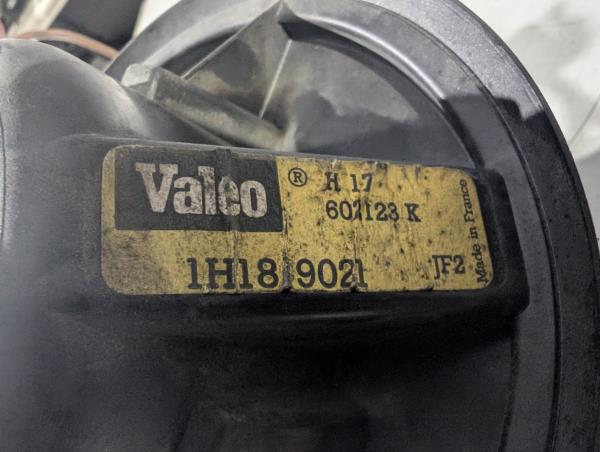 Valeo ® H 17
602123 K
1H1819021 JF2
Made in France